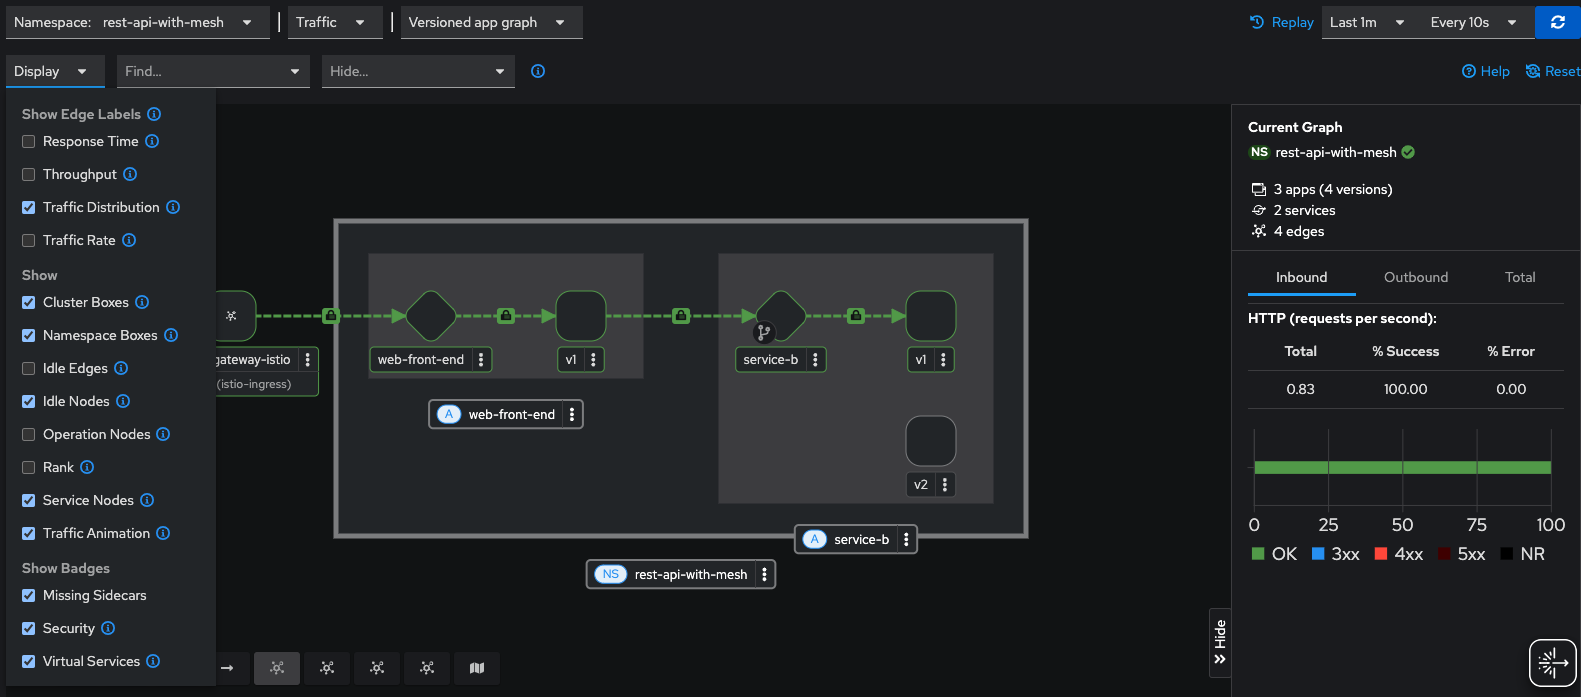 Namespace: rest-api-with-mesh
Traffic
Versioned app graph
Replay
Last 1m
Every 10s
Display
Find...
Hide...
Help
Reset
Show Edge Labels
Response Time
Throughput
Traffic Distribution
Traffic Rate
Show
Cluster Boxes
Namespace Boxes
Idle Edges
Idle Nodes
Operation Nodes
Rank
Service Nodes
Traffic Animation
Show Badges
Missing Sidecars
Security
Virtual Services
gateway-istio
(istio-ingress)
web-front-end
v1
A web-front-end
service-b
v1
v2
A service-b
NS rest-api-with-mesh
Hide
Current Graph
NS rest-api-with-mesh
3 apps (4 versions)
2 services
4 edges
Inbound Outbound Total
HTTP (requests per second):
Total % Success % Error
0.83 100.00 0.00
0 25 50 75 100
OK 3xx 4xx 5xx NR